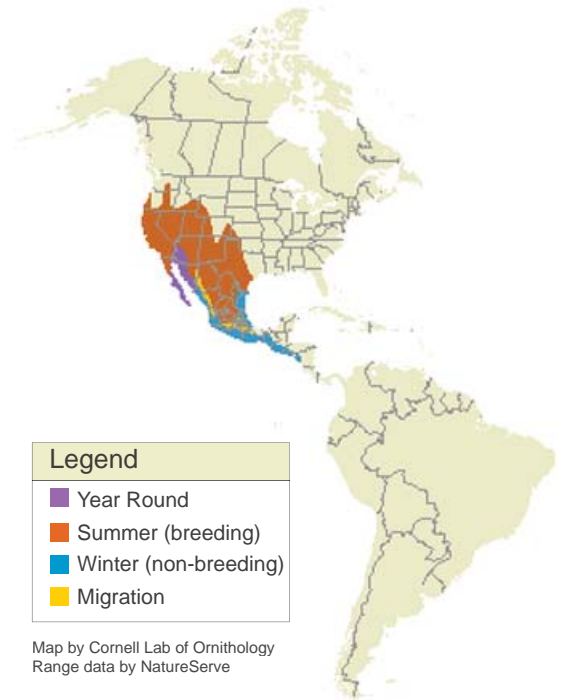 Legend
Year Round
Summer (breeding)
Winter (non-breeding)
Migration
Map by Cornell Lab of Ornithology
Range data by NatureServe